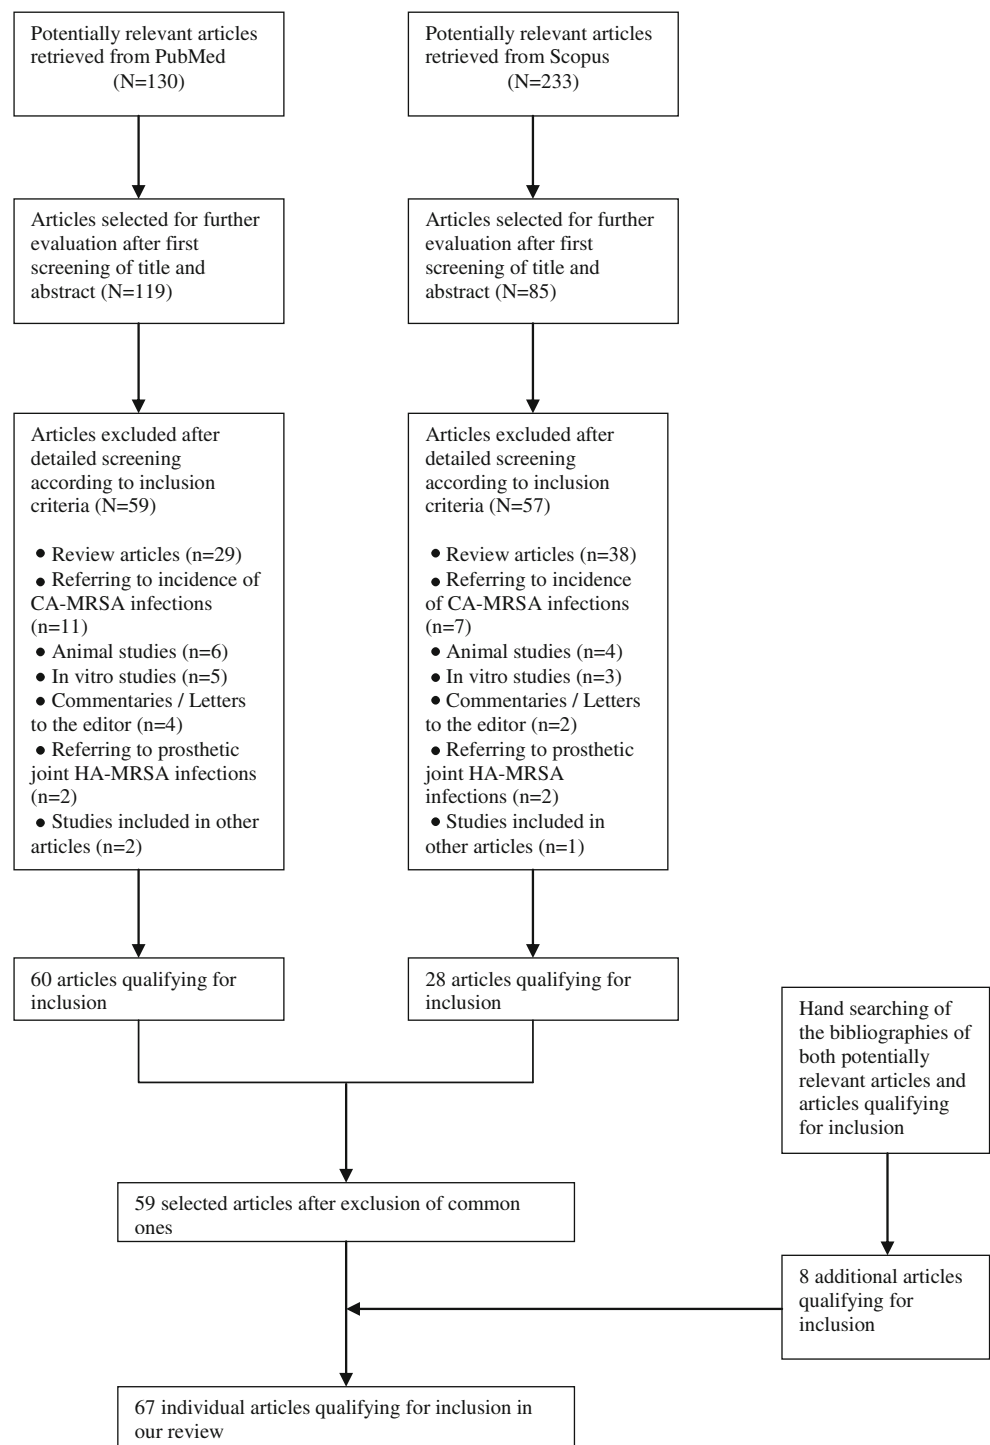 Potentially relevant articles
retrieved from PubMed
(N=130)
Potentially relevant articles
retrieved from Scopus
(N=233)
Articles selected for further
evaluation after first
screening of title and
abstract (N=119)
Articles selected for further
evaluation after first
screening of title and
abstract (N=85)
Articles excluded after
detailed screening
according to inclusion
criteria (N=59)
• Review articles (n=29)
• Referring to incidence of
CA-MRSA infections
(n=11)
• Animal studies (n=6)
• In vitro studies (n=5)
• Commentaries / Letters
to the editor (n=4)
• Referring to prosthetic
joint HA-MRSA infections
(n=2)
• Studies included in other
articles (n=2)
Articles excluded after
detailed screening
according to inclusion
criteria (N=57)
• Review articles (n=38)
• Referring to incidence
of CA-MRSA infections
(n=7)
• Animal studies (n=4)
• In vitro studies (n=3)
• Commentaries / Letters
to the editor (n=2)
• Referring to prosthetic
joint HA-MRSA
infections (n=2)
• Studies included in
other articles (n=1)
60 articles qualifying for
inclusion
28 articles qualifying for
inclusion
Hand searching of
the bibliographies of
both potentially
relevant articles and
articles qualifying
for inclusion
59 selected articles after exclusion of common
ones
8 additional articles
qualifying for
inclusion
67 individual articles qualifying for inclusion in
our review